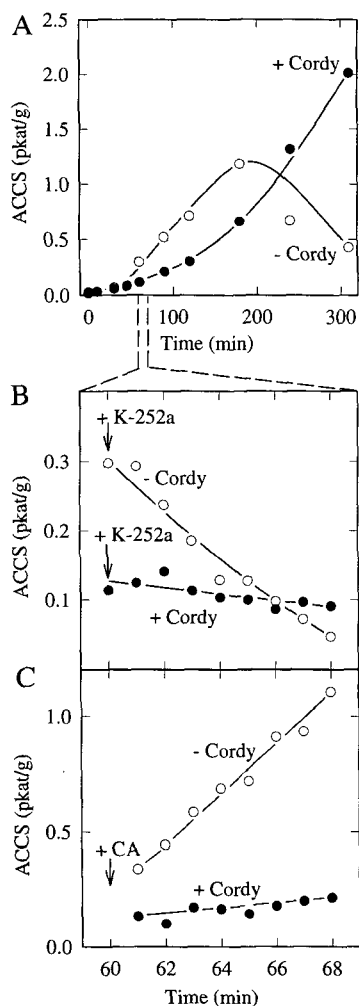 A
2.5
+ Cordy
2.0
1.5
1.0
0.5
- Cordy
0.0
ACCS (pkat/g)
0 100 200 300
Time (min)
B
+ K-252a
- Cordy
0.3
0.2
+ K-252a
0.1
+ Cordy
ACCS (pkat/g)
C
1.0
- Cordy
0.5
+ CA
+ Cordy
0.0
ACCS (pkat/g)
60 62 64 66 68
Time (min)